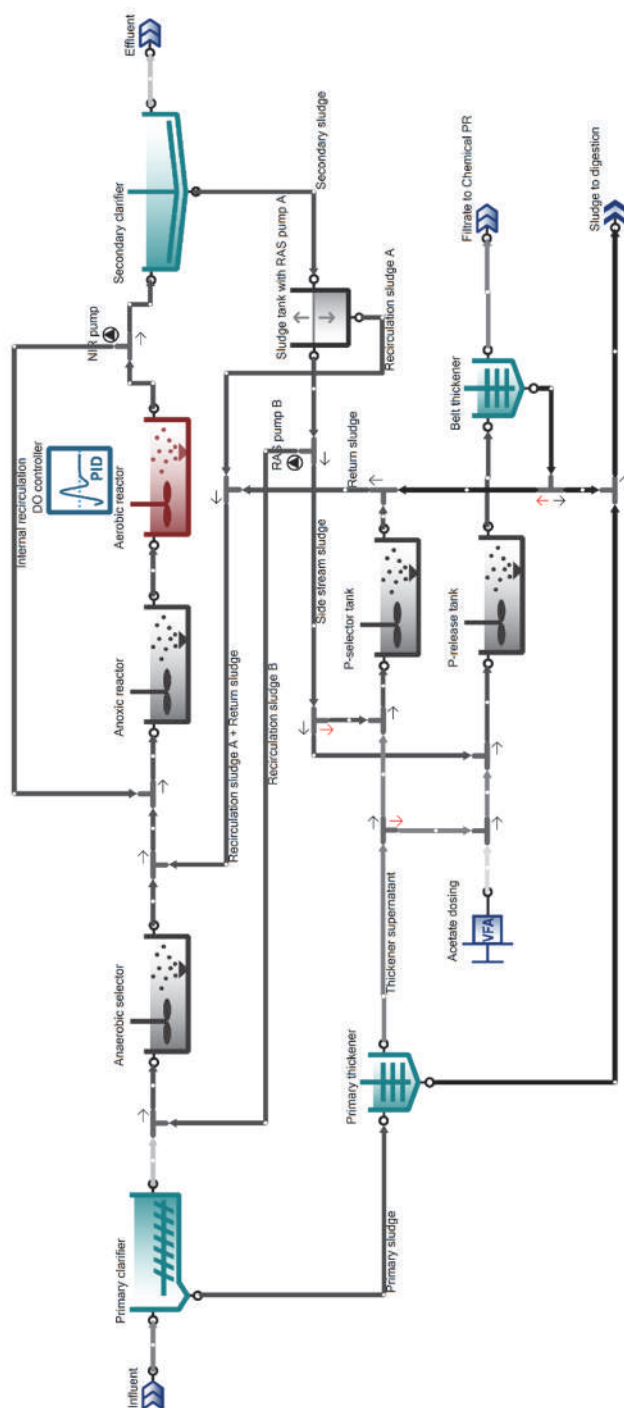 Influent
Primary clarifier
Anaerobic selector
Anoxic reactor
Aerobic reactor
Internal recirculation
DO controller
PID
NIR pump
Secondary clarifier
Effluent
Recirculation sludge A + Return sludge
Recirculation sludge B
RAS pump B
Sludge tank with RAS pump A
Secondary sludge
Recirculation sludge A
Side stream sludge
Return sludge
Primary sludge
Primary thickener
Thickener supernatant
P-selector tank
Acetate dosing
VFA
P-release tank
Belt thickener
Filtrate to Chemical PR
Sludge to digestion